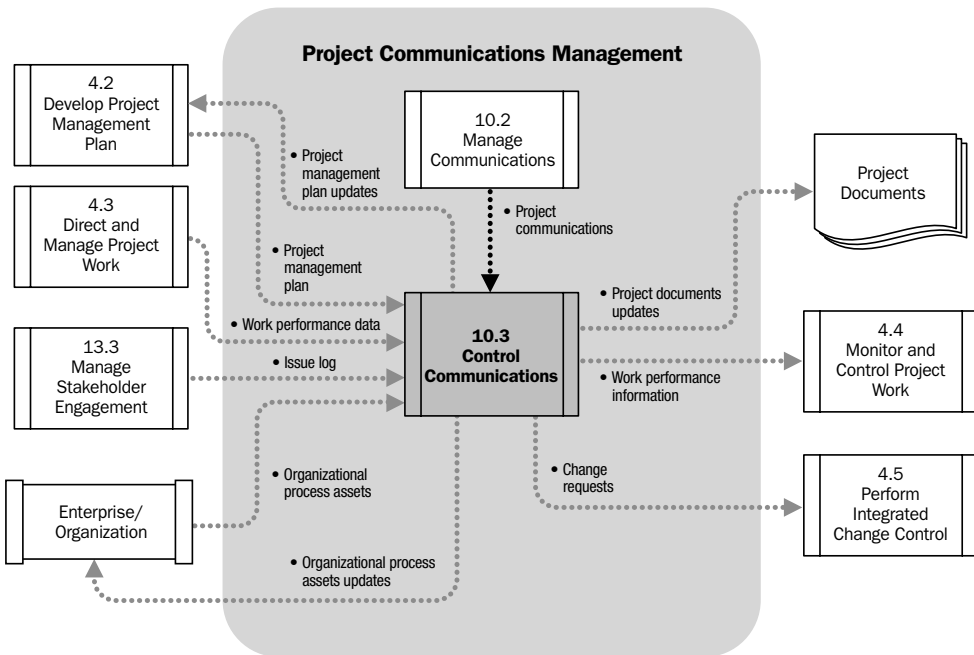 Project Communications Management
4.2
Develop Project
Management
Plan
4.3
Direct and
Manage Project
Work
13.3
Manage
Stakeholder
Engagement
Enterprise/
Organization
10.2
Manage
Communications
• Project
management
plan updates
• Project
communications
• Project
management
plan
• Work performance data
• Issue log
• Organizational
process assets
• Organizational process
assets updates
10.3
Control
Communications
• Project documents
updates
• Work performance
information
• Change
requests
Project
Documents
4.4
Monitor and
Control Project
Work
4.5
Perform
Integrated
Change Control